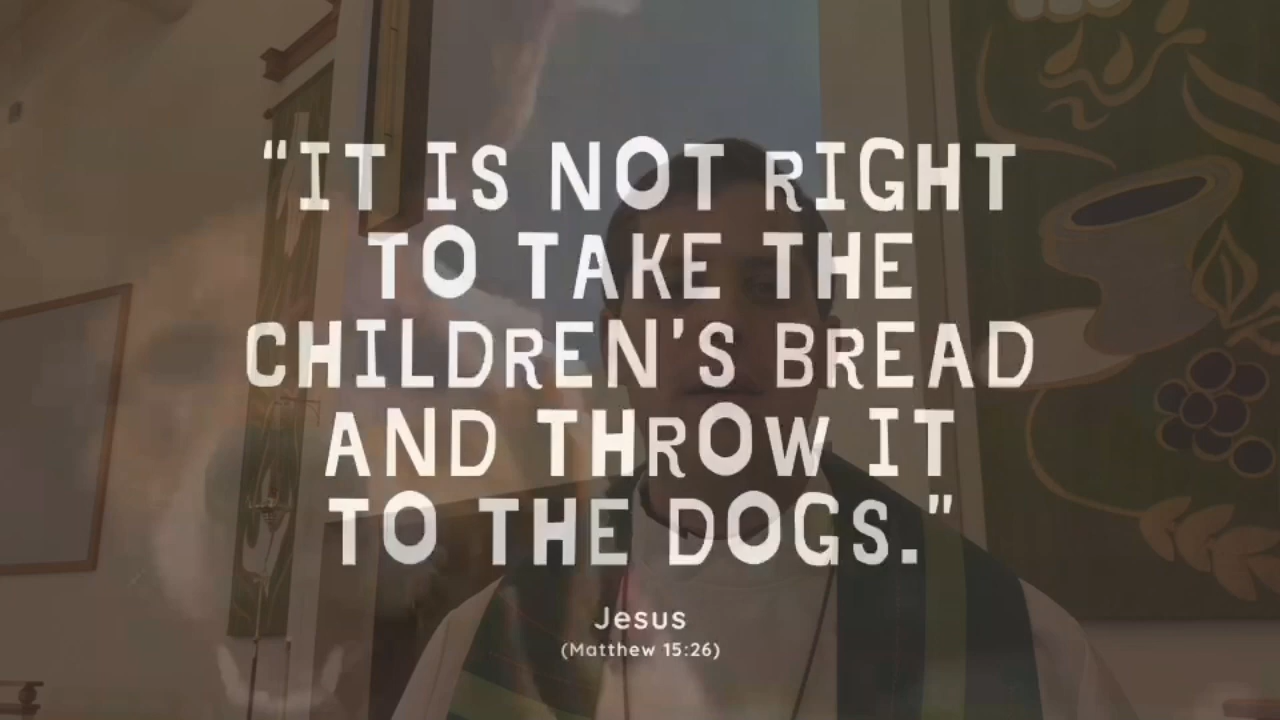 “IT IS NOT RIGHT
TO TAKE THE
CHILDREN'S BREAD
AND THROW IT
TO THE DOGS.”
Jesus
(Matthew 15:26)